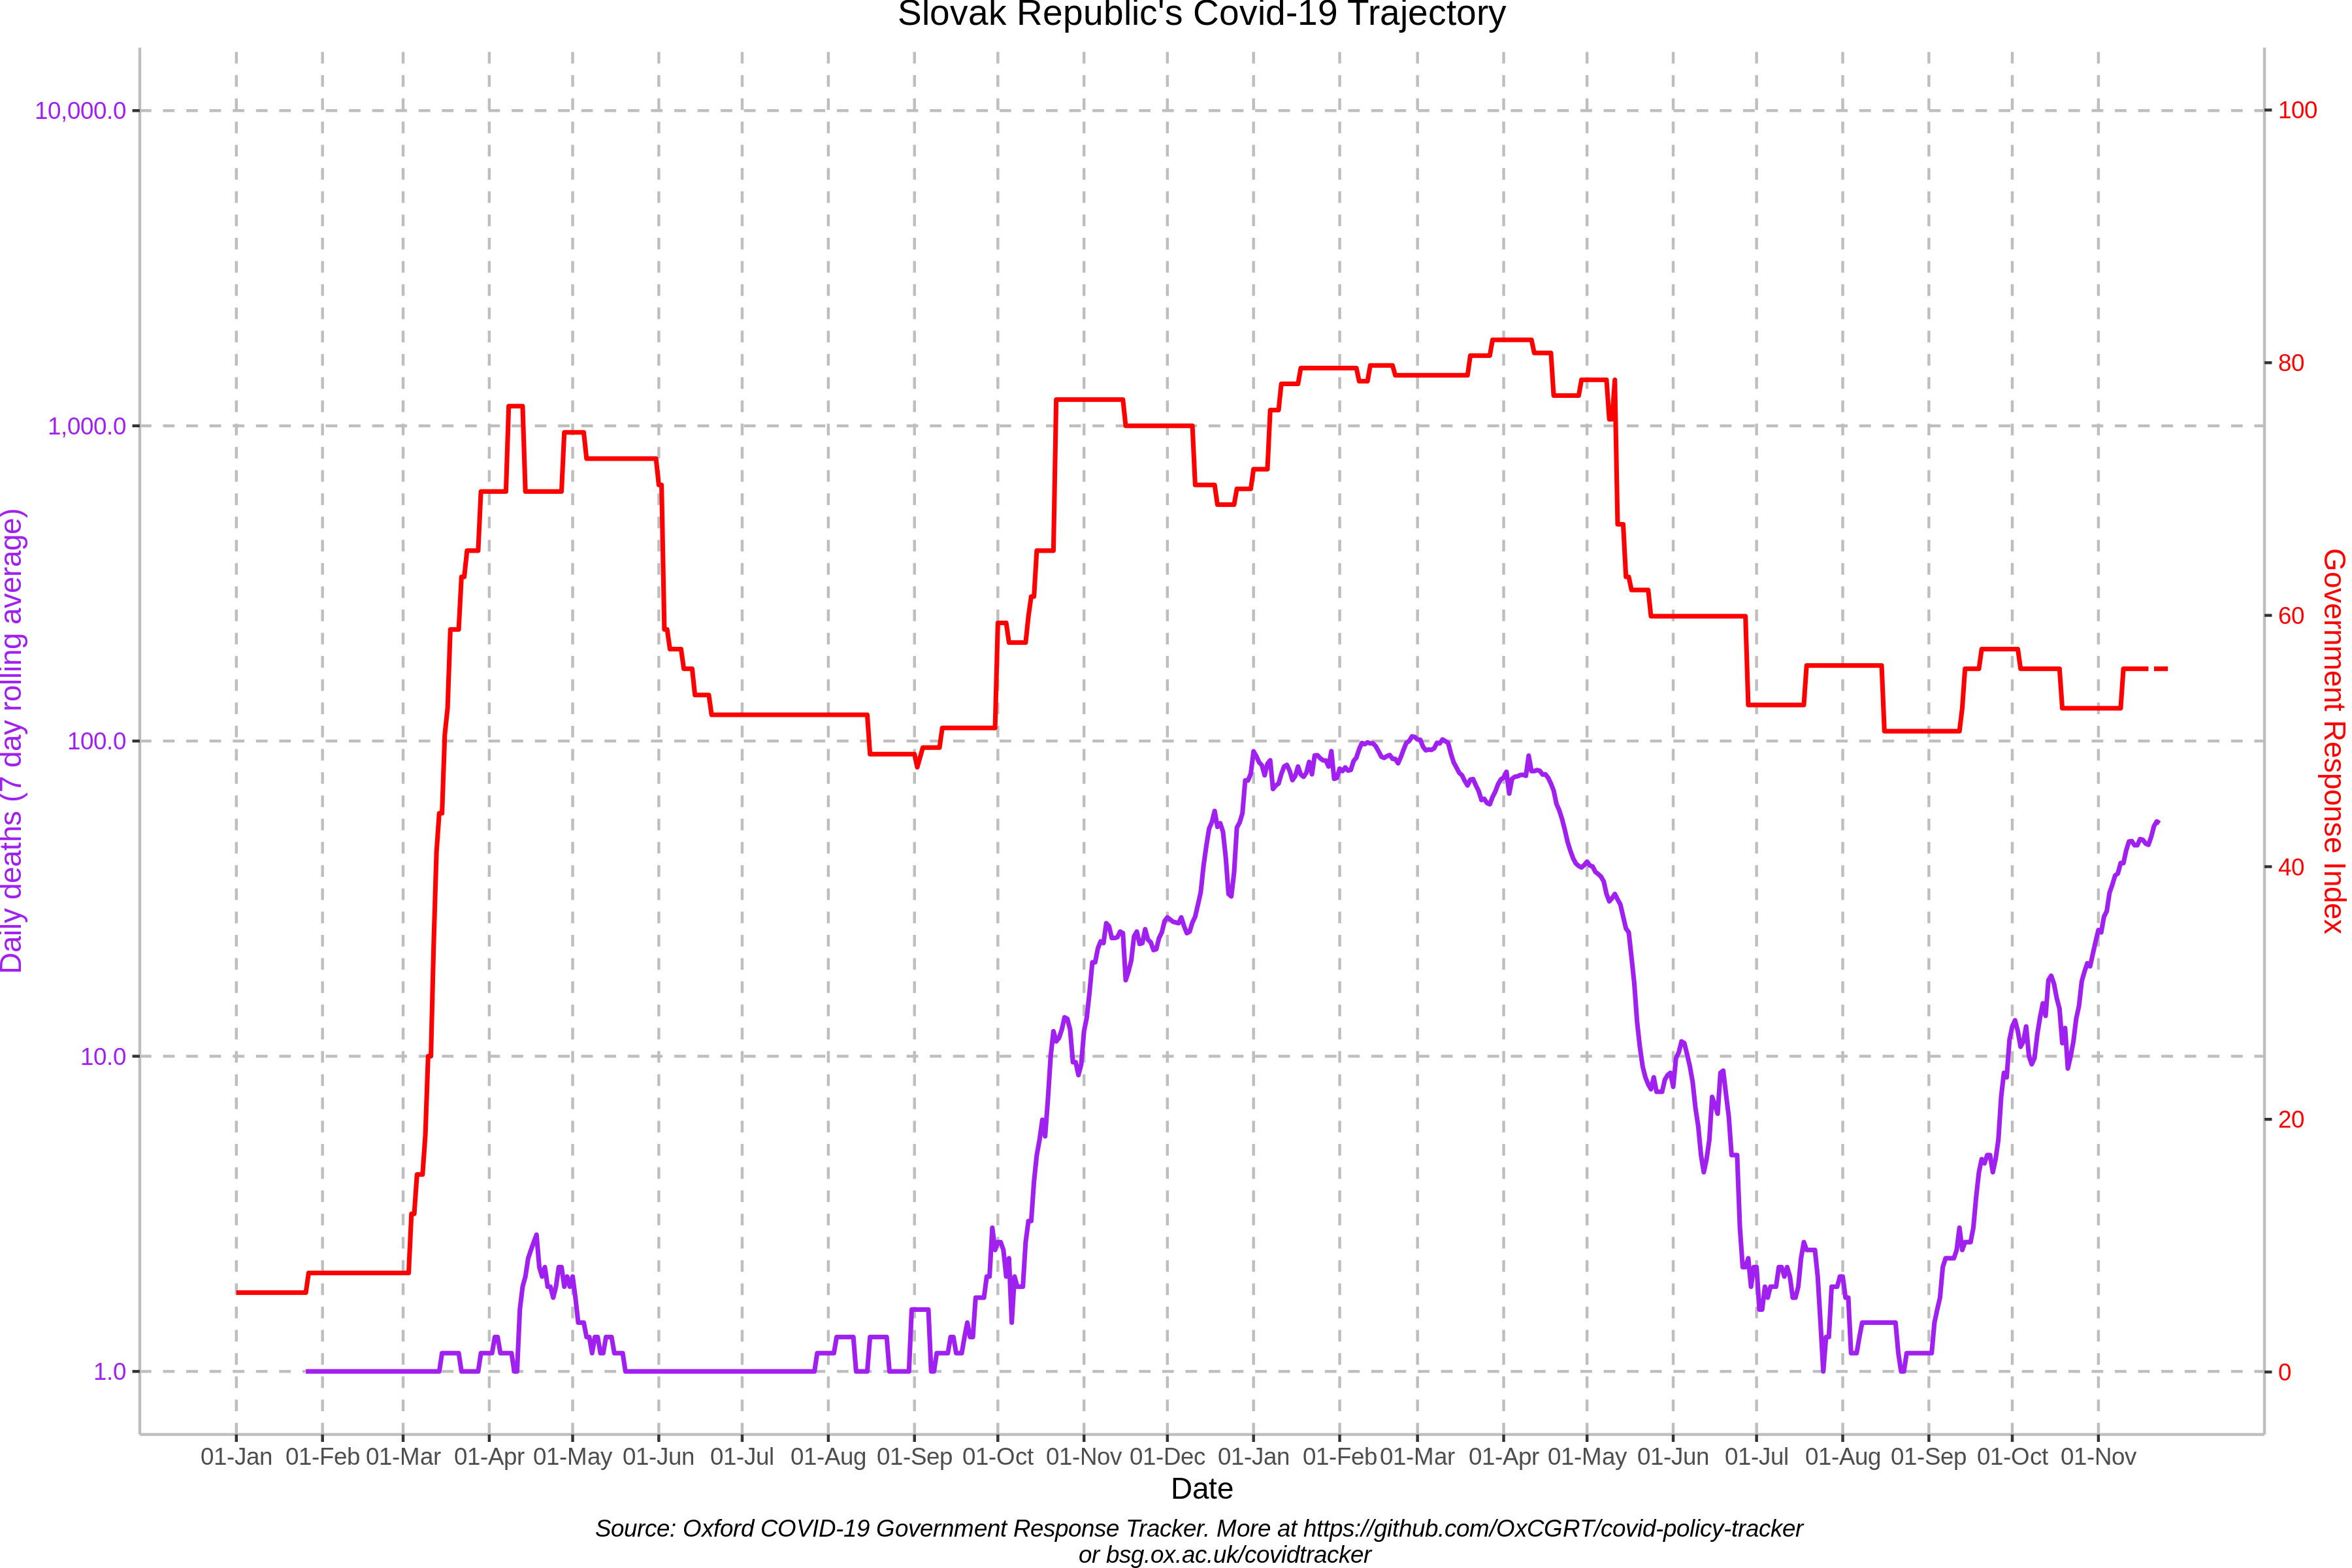 Slovak Republic's Covid-19 Trajectory
10,000.0
1,000.0
100.0
10.0
1.0
Daily deaths (7 day rolling average)
100
80
60
40
20
0
Government Response Index
01-Jan 01-Feb 01-Mar 01-Apr 01-May 01-Jun 01-Jul 01-Aug 01-Sep 01-Oct 01-Nov 01-Dec 01-Jan 01-Feb 01-Mar 01-Apr 01-May 01-Jun 01-Jul 01-Aug 01-Sep 01-Oct 01-Nov
Date
Source: Oxford COVID-19 Government Response Tracker. More at https://github.com/OxCGRT/covid-policy-tracker
or bsg.ox.ac.uk/covidtracker